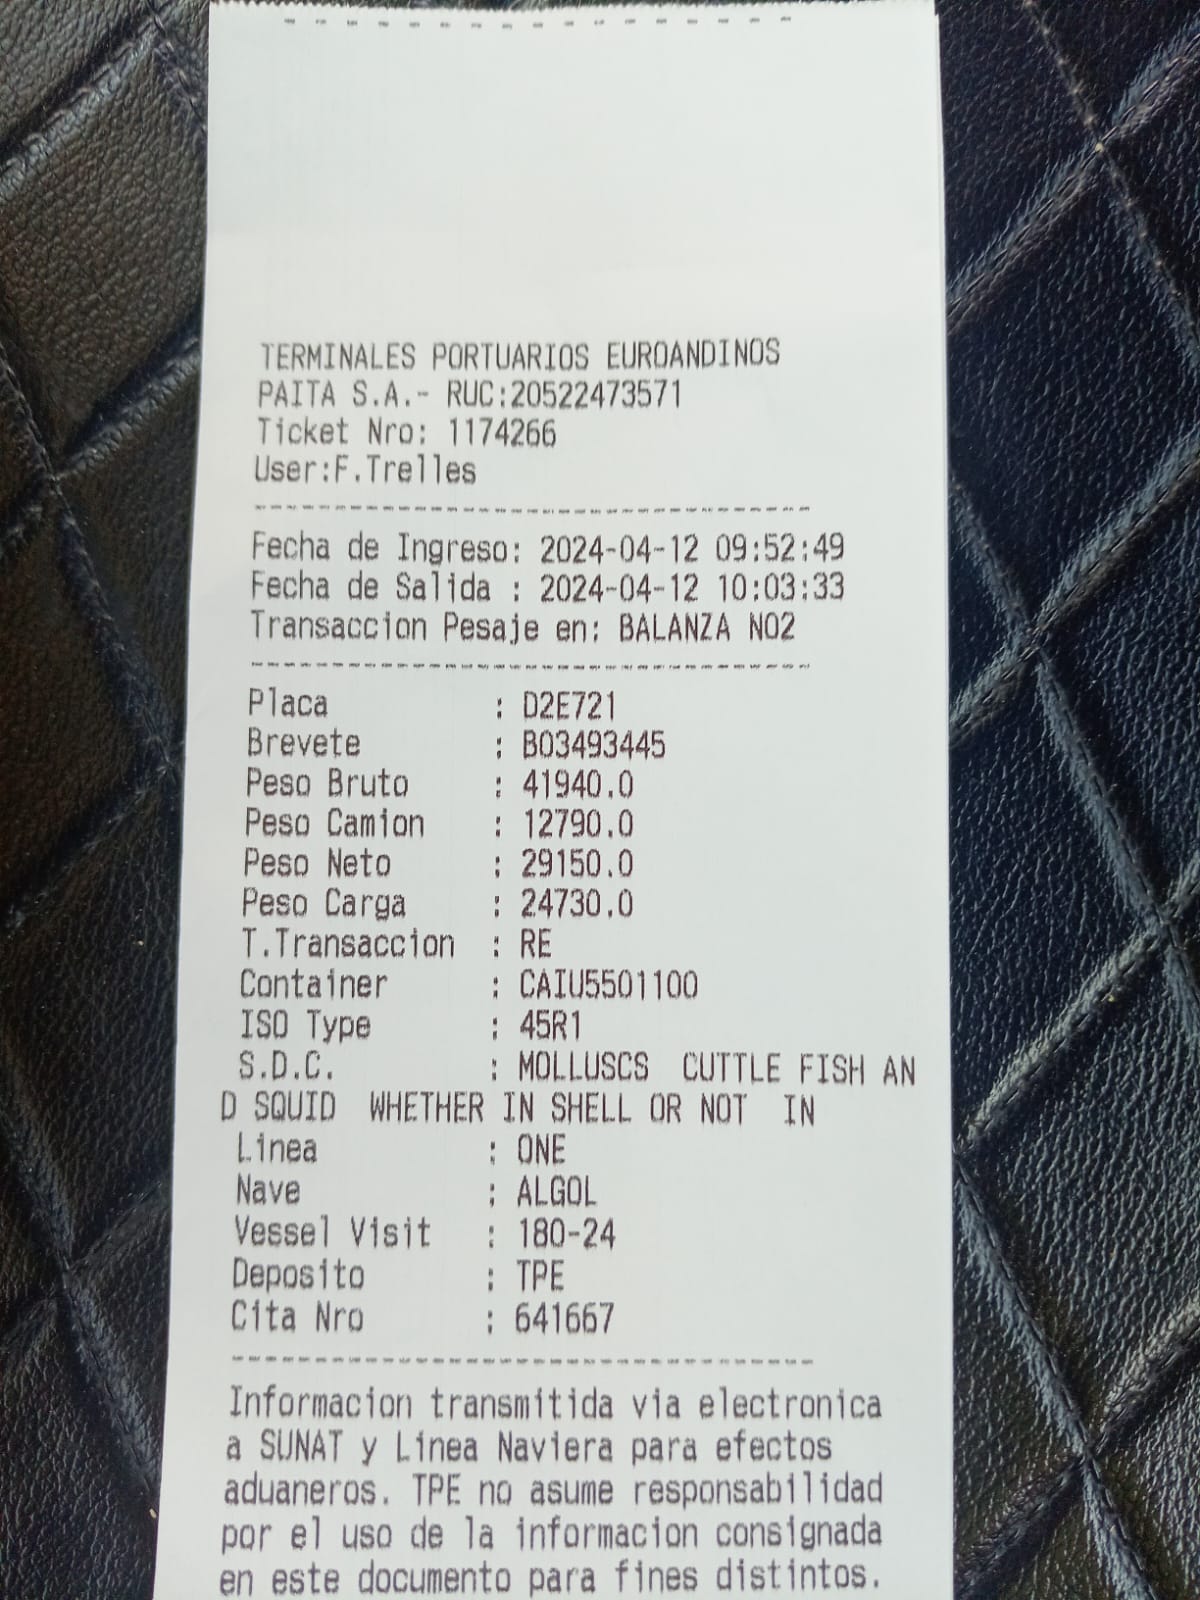 TERMINALES PORTUARIOS EUROANDINOS
PAITA S.A.- RUC:20522473571
Ticket Nro: 1174266
User:F.Trelles
Fecha de Ingreso: 2024-04-12 09:52:49
Fecha de Salida : 2024-04-12 10:03:33
Transaccion Pesaje en: BALANZA NO2
Placa : D2E721
Brevete : B03493445
Peso Bruto : 41940.0
Peso Camion : 12790.0
Peso Neto : 29150.0
Peso Carga : 24730.0
T.Transaccion : RE
Container : CAIU5501100
ISO Type : 45R1
S.D.C. : MOLLUSCS CUTTLE FISH AN
D SQUID WHETHER IN SHELL OR NOT IN
Linea : ONE
Nave : ALGOL
Vessel Visit : 180-24
Deposito : TPE
Cita Nro : 641667
Informacion transmitida via electronica
a SUNAT y Linea Naviera para efectos
aduaneros. TPE no asume responsabilidad
por el uso de la informacion consignada
en este documento para fines distintos.